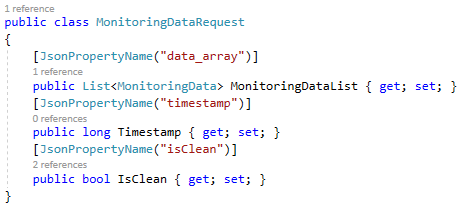 1 reference
public class MonitoringDataRequest
{
[JsonPropertyName("data_array")]
1 reference
public List<MonitoringData> MonitoringDataList { get; set; }
[JsonPropertyName("timestamp")]
0 references
public long Timestamp { get; set; }
[JsonPropertyName("isClean")]
2 references
public bool IsClean { get; set; }
}